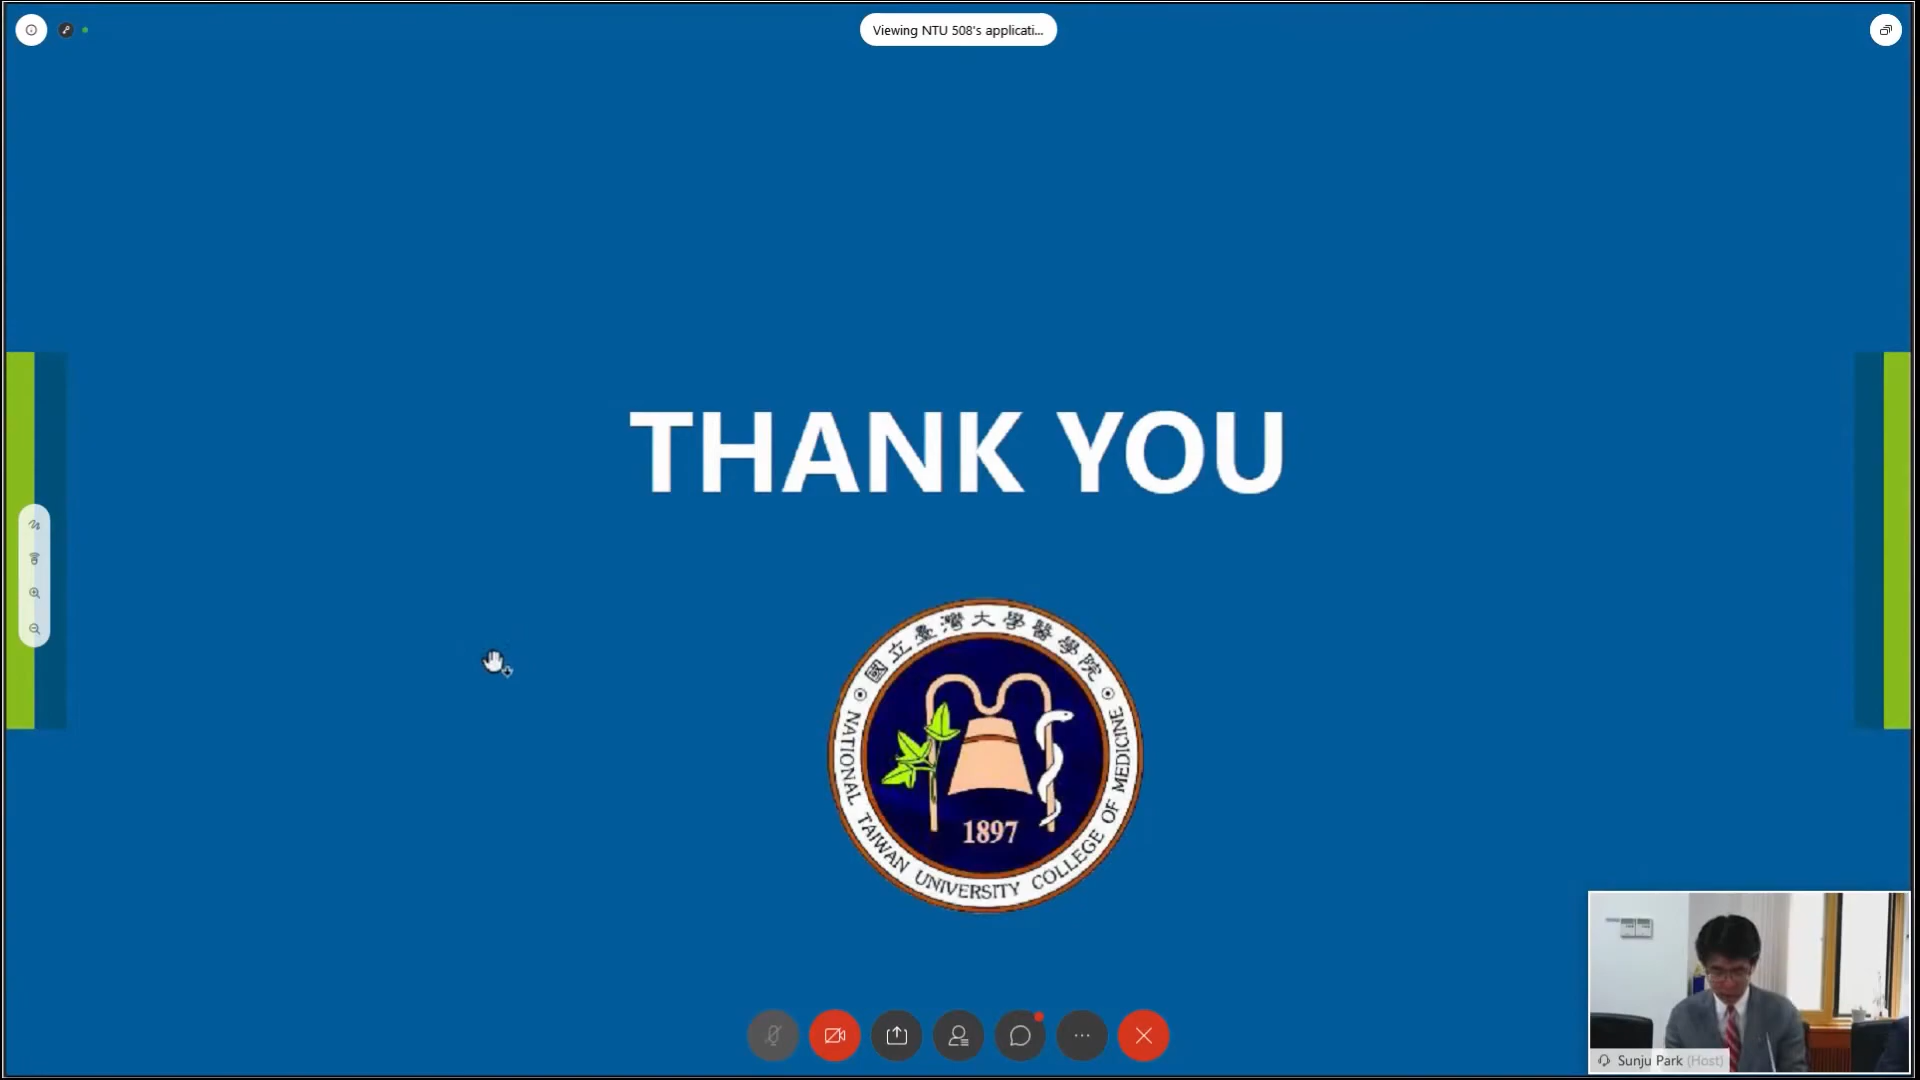 Viewing NTU 508's applicati...
THANK YOU
國立臺灣大學醫學院
NATIONAL TAIWAN UNIVERSITY COLLEGE OF MEDICINE
1897
Sunju Park (Host)